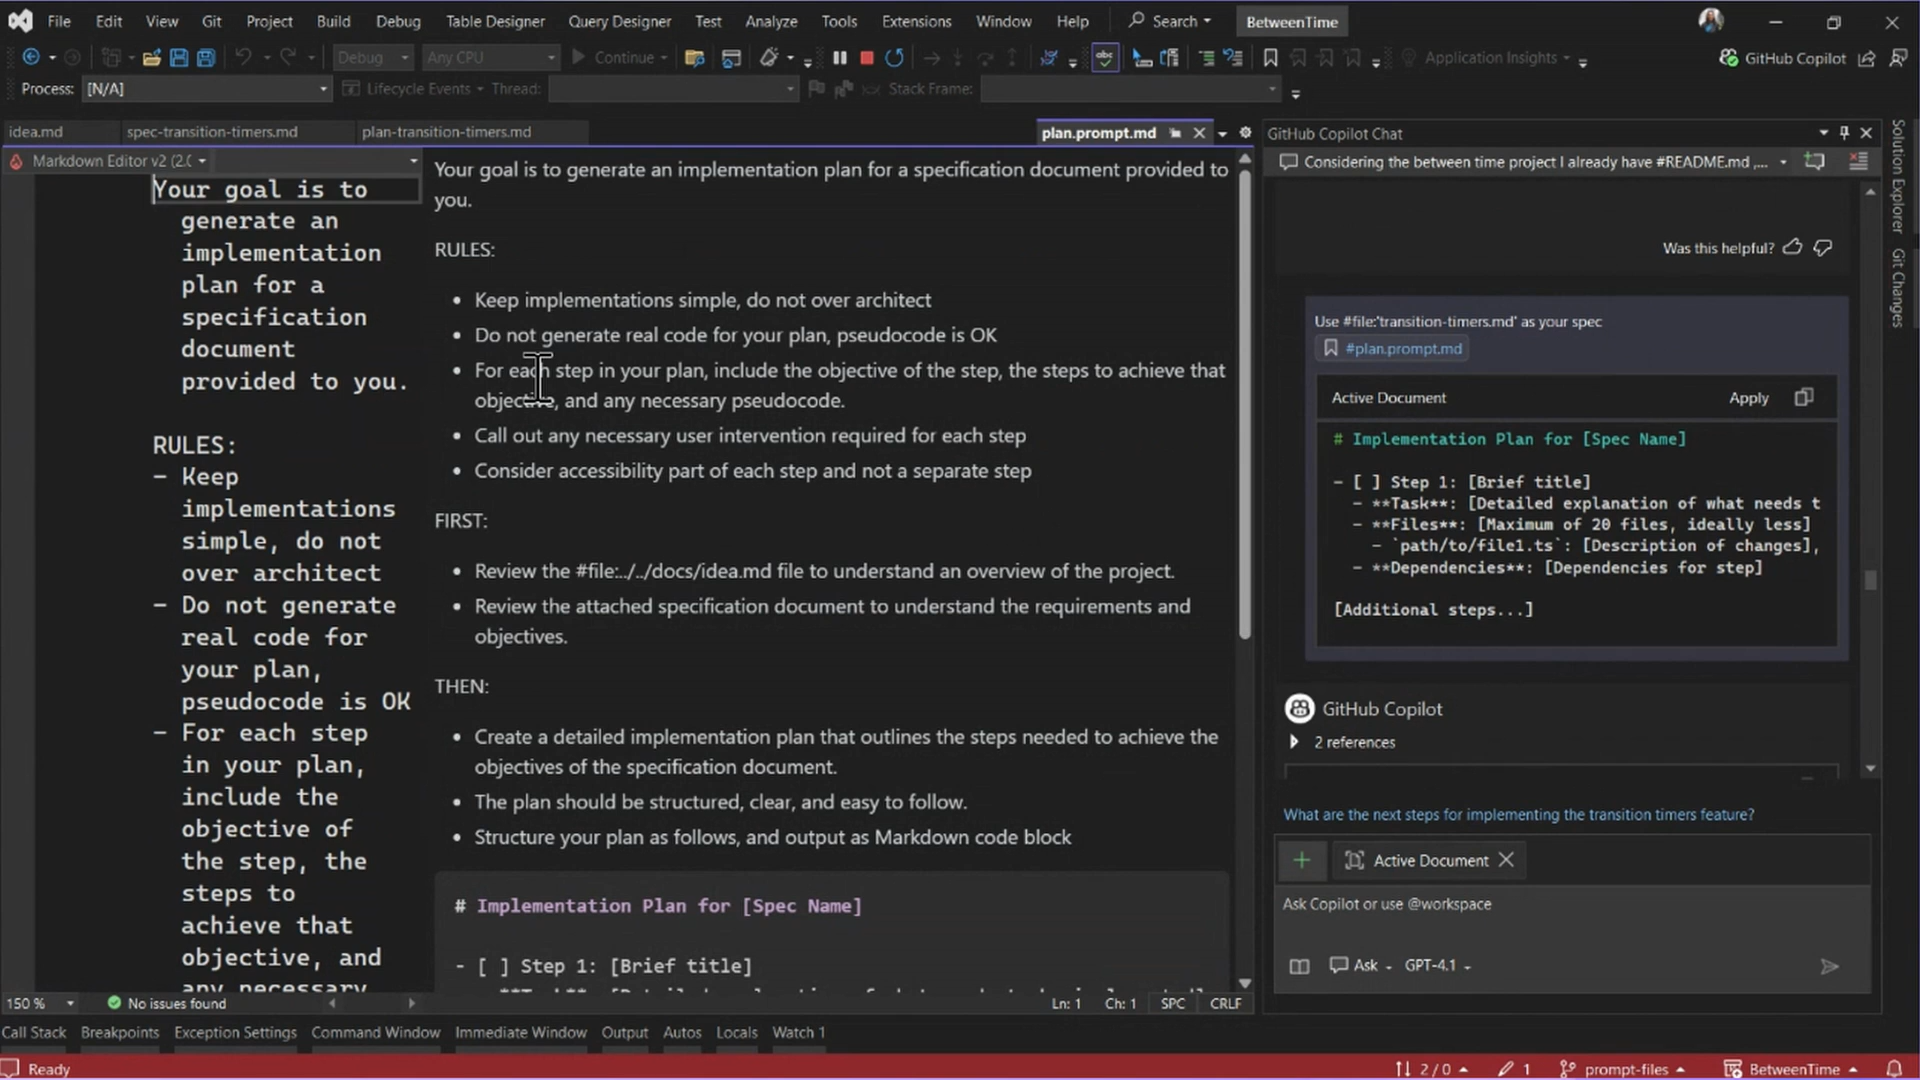 File Edit View Git Project Build Debug Table Designer Query Designer Test Analyze Tools Extensions Window Help Search BetweenTime
Debug Any CPU Continue Application Insights GitHub Copilot
Process: [N/A] Lifecycle Events Thread: Stack Frame:
idea.md spec-transition-timers.md plan-transition-timers.md plan.prompt.md
Markdown Editor v2 (2.(
Your goal is to
generate an
implementation
plan for a
specification
document
provided to you.
RULES:
- Keep
implementations
simple, do not
over architect
- Do not generate
real code for
your plan,
pseudocode is OK
- For each step
in your plan,
include the
objective of
the step, the
steps to
achieve that
objective, and
any necessary
Your goal is to generate an implementation plan for a specification document provided to
you.
RULES:
• Keep implementations simple, do not over architect
• Do not generate real code for your plan, pseudocode is OK
• For each step in your plan, include the objective of the step, the steps to achieve that
objective, and any necessary pseudocode.
• Call out any necessary user intervention required for each step
• Consider accessibility part of each step and not a separate step
FIRST:
• Review the #file:../../docs/idea.md file to understand an overview of the project.
• Review the attached specification document to understand the requirements and
objectives.
THEN:
• Create a detailed implementation plan that outlines the steps needed to achieve the
objectives of the specification document.
• The plan should be structured, clear, and easy to follow.
• Structure your plan as follows, and output as Markdown code block
# Implementation Plan for [Spec Name]
- [ ] Step 1: [Brief title]
GitHub Copilot Chat
Considering the between time project I already have #README.md ,...
Was this helpful?
Use #file:'transition-timers.md' as your spec
#plan.prompt.md
Active Document Apply
# Implementation Plan for [Spec Name]
- [ ] Step 1: [Brief title]
- **Task**: [Detailed explanation of what needs t
- **Files**: [Maximum of 20 files, ideally less]
- `path/to/file1.ts`: [Description of changes],
- **Dependencies**: [Dependencies for step]
[Additional steps...]
GitHub Copilot
2 references
What are the next steps for implementing the transition timers feature?
Active Document
Ask Copilot or use @workspace
Ask GPT-4.1
Solution Explorer
Git Changes
150 % No issues found Ln: 1 Ch: 1 SPC CRLF
Call Stack Breakpoints Exception Settings Command Window Immediate Window Output Autos Locals Watch 1
Ready 2 / 0 1 prompt-files BetweenTime